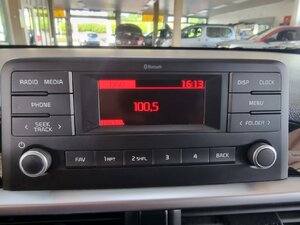 Bluetooth
RADIO MEDIA
16:13
DISP CLOCK
PHONE
100,5
MENU
SEEK
TRACK
FOLDER
FAV 1 RPT 2 SHFL 3 4 BACK